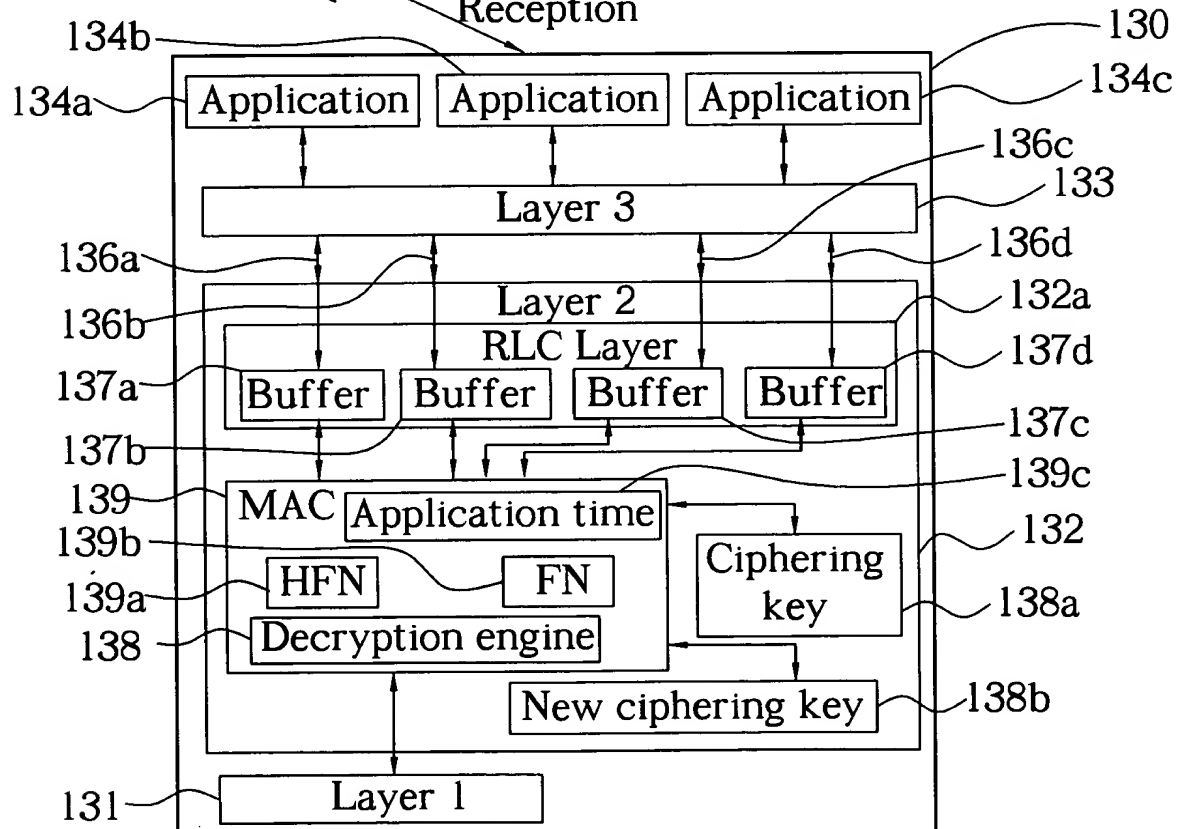 Reception
134b
130
134a
Application
Application
Application
134c
136c
Layer 3
133
136a
136d
136b
Layer 2
132a
RLC Layer
137a
Buffer
Buffer
Buffer
Buffer
137d
137b
137c
139
MAC
Application time
139c
139b
132
139a
HFN
FN
Ciphering
key
138a
138
Decryption engine
New ciphering key
138b
131
Layer 1